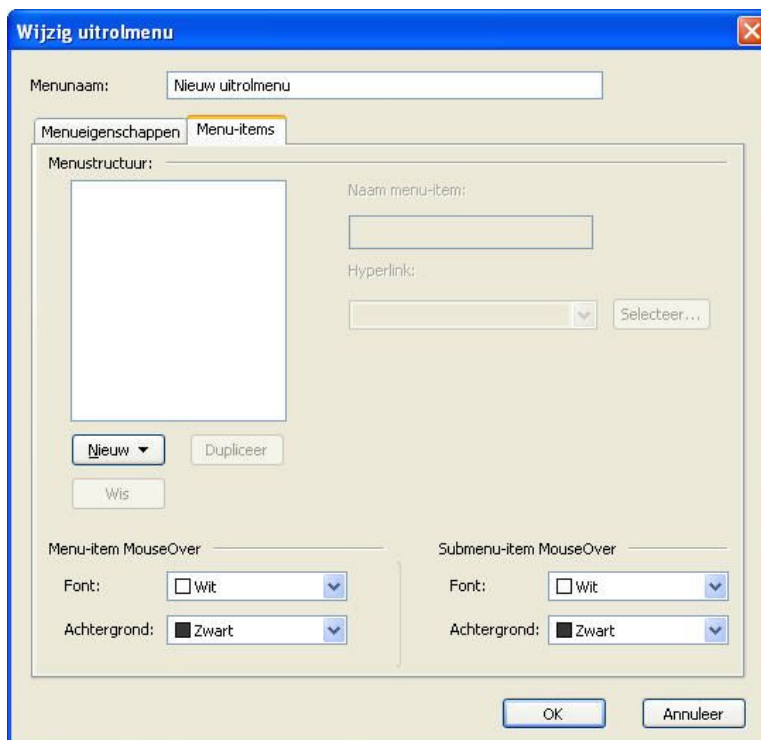 Wijzig uitrolmenu
Menunaam: Nieuw uitrolmenu
Menueigenschappen Menu-items
Menustructuur:
Naam menu-item:
Hyperlink:
Selecteer...
Nieuw Dupliceer
Wis
Menu-item MouseOver Submenu-item MouseOver
Font: Wit Font: Wit
Achtergrond: Zwart Achtergrond: Zwart
OK Annuleer